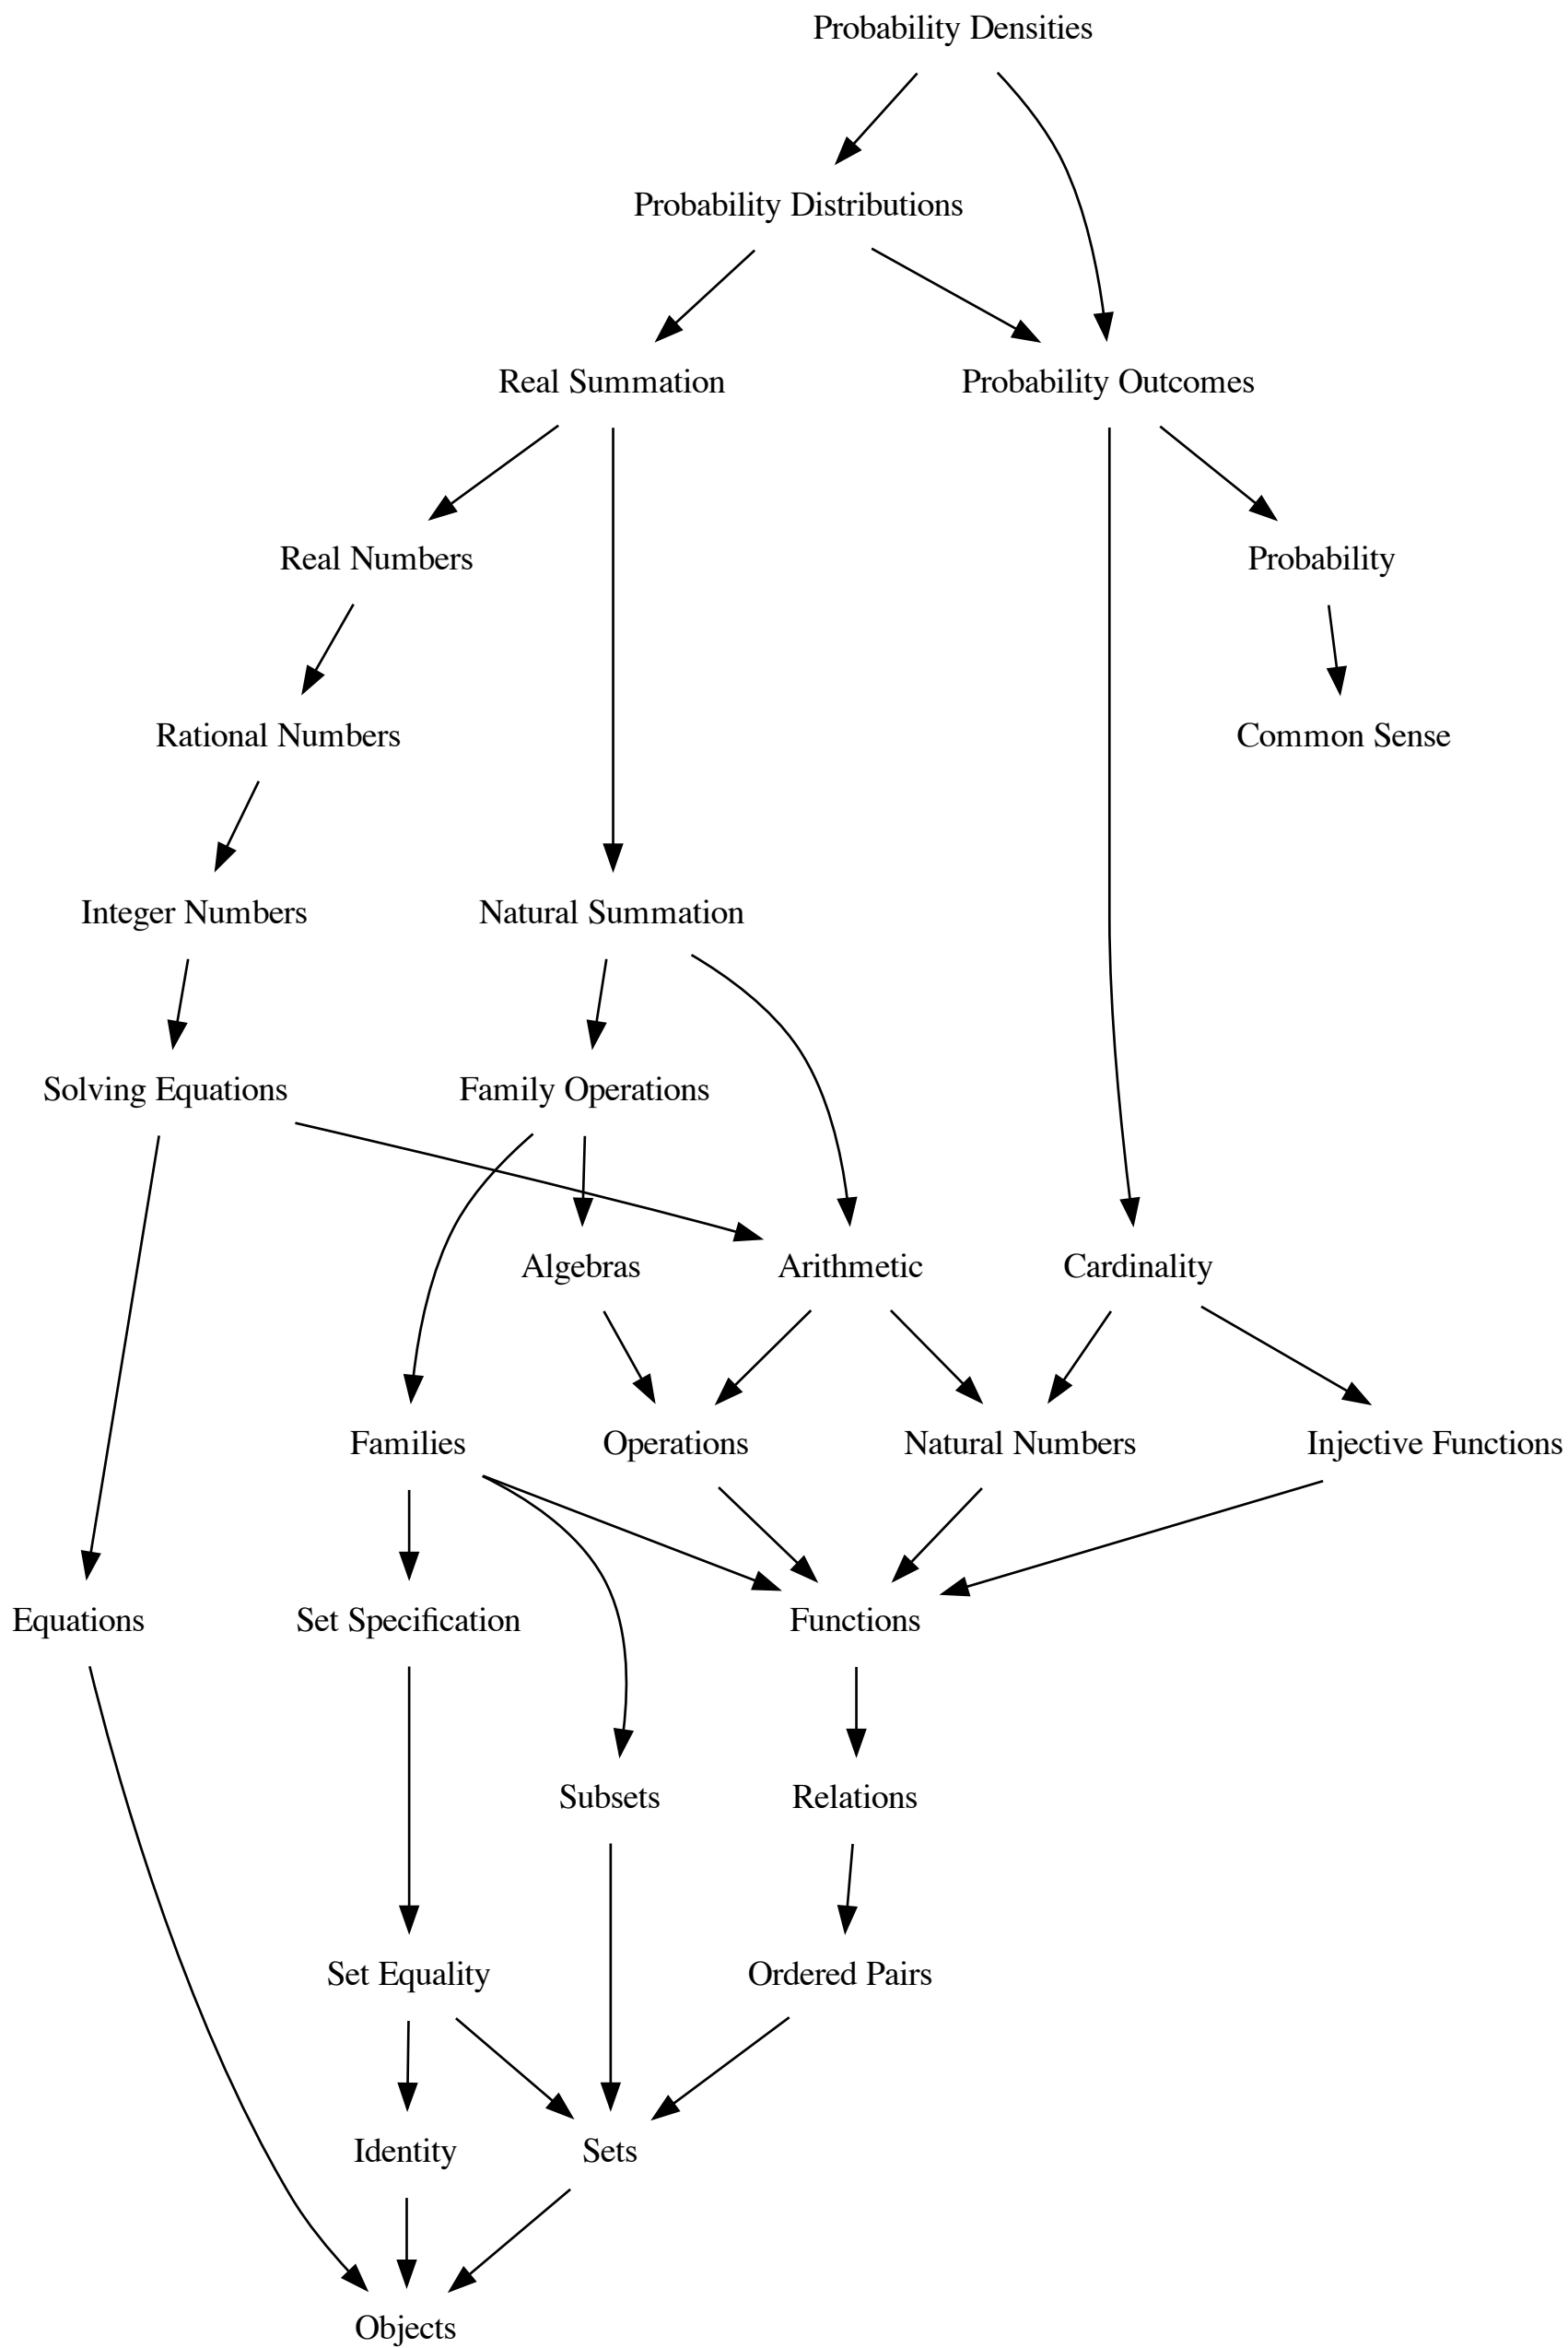 Probability Densities
Probability Distributions
Real Summation
Probability Outcomes
Real Numbers
Probability
Rational Numbers
Common Sense
Integer Numbers
Natural Summation
Solving Equations
Family Operations
Algebras
Arithmetic
Cardinality
Families
Operations
Natural Numbers
Injective Functions
Equations
Set Specification
Functions
Subsets
Relations
Set Equality
Ordered Pairs
Identity
Sets
Objects